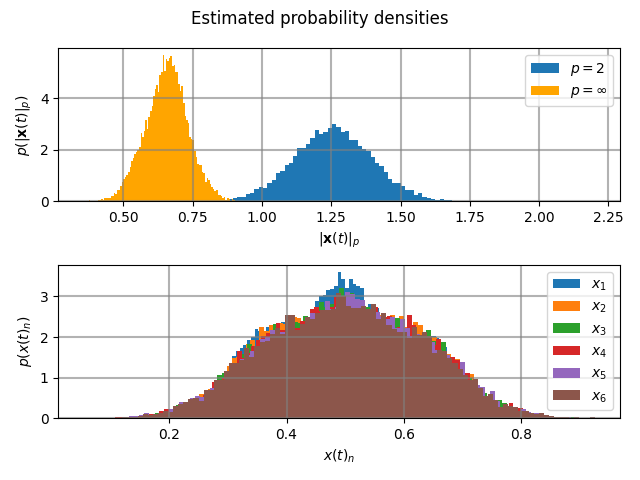 Estimated probability densities
p(|x(t)|ₚ)
4
2
0
0.50 0.75 1.00 1.25 1.50 1.75 2.00 2.25
|x(t)|ₚ
p = 2
p = ∞
p(x(t)ₙ)
3
2
1
0
0.2 0.4 0.6 0.8
x(t)ₙ
x₁
x₂
x₃
x₄
x₅
x₆